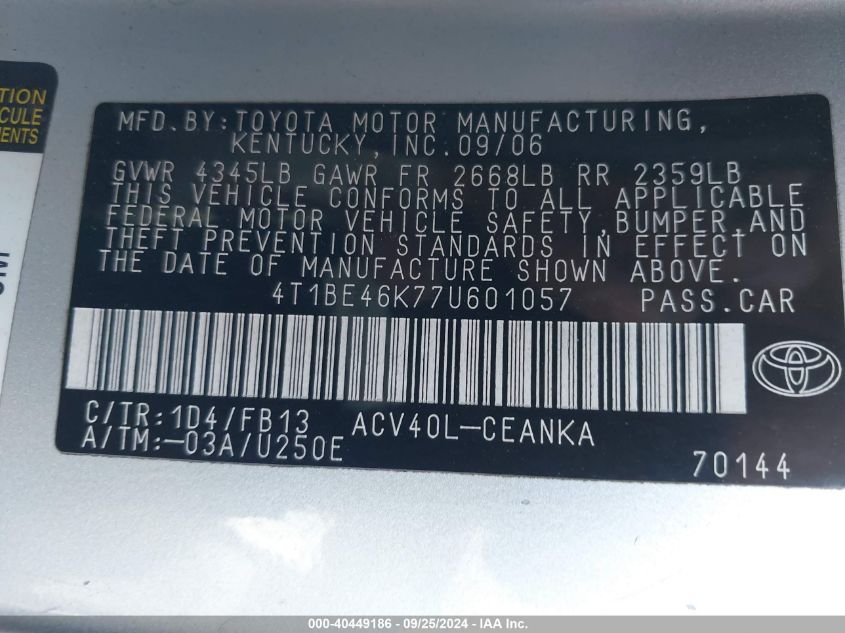 TION
CULE
NENTS
MFD.BY:TOYOTA MOTOR MANUFACTURING,
KENTUCKY,INC.09/06
GVWR 4345LB GAWR FR 2668LB RR 2359LB
THIS VEHICLE CONFORMS TO ALL APPLICABLE
FEDERAL MOTOR VEHICLE SAFETY,BUMPER,AND
THEFT PREVENTION STANDARDS IN EFFECT ON
THE DATE OF MANUFACTURE SHOWN ABOVE.
4T1BE46K77U601057 PASS.CAR
C/TR:1D4/FB13 ACV40L-CEANKA
A/TM:-03A/U250E
70144
000-40449186 - 09/25/2024 - IAA Inc.